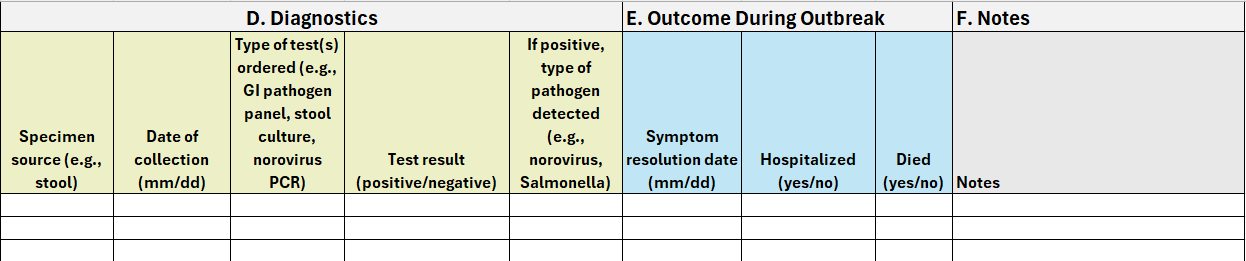 D. Diagnostics
E. Outcome During Outbreak
F. Notes
Specimen
source (e.g.,
stool)
Date of
collection
(mm/dd)
Type of test(s)
ordered (e.g.,
GI pathogen
panel, stool
culture,
norovirus
PCR)
Test result
(positive/negative)
If positive,
type of
pathogen
detected
(e.g.,
norovirus,
Salmonella)
Symptom
resolution date
(mm/dd)
Hospitalized
(yes/no)
Died
(yes/no)
Notes